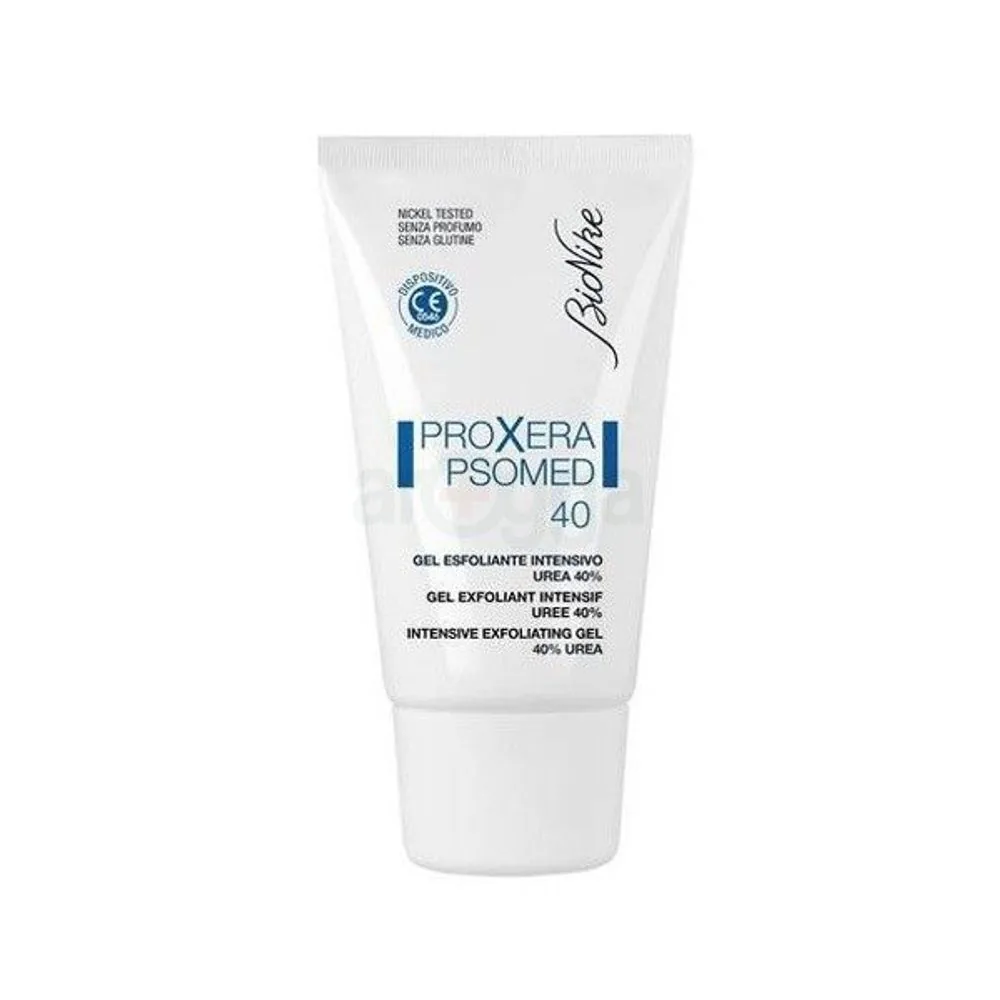 NICKEL TESTED
SENZA PROFUMO
SENZA GLUTINE
BioNike
DISPOSITIVO
CE
0546
MEDICO
PROXERA
PSOMED
40
GEL ESFOLIANTE INTENSIVO
UREA 40%
GEL EXFOLIANT INTENSIF
UREE 40%
INTENSIVE EXFOLIATING GEL
40% UREA